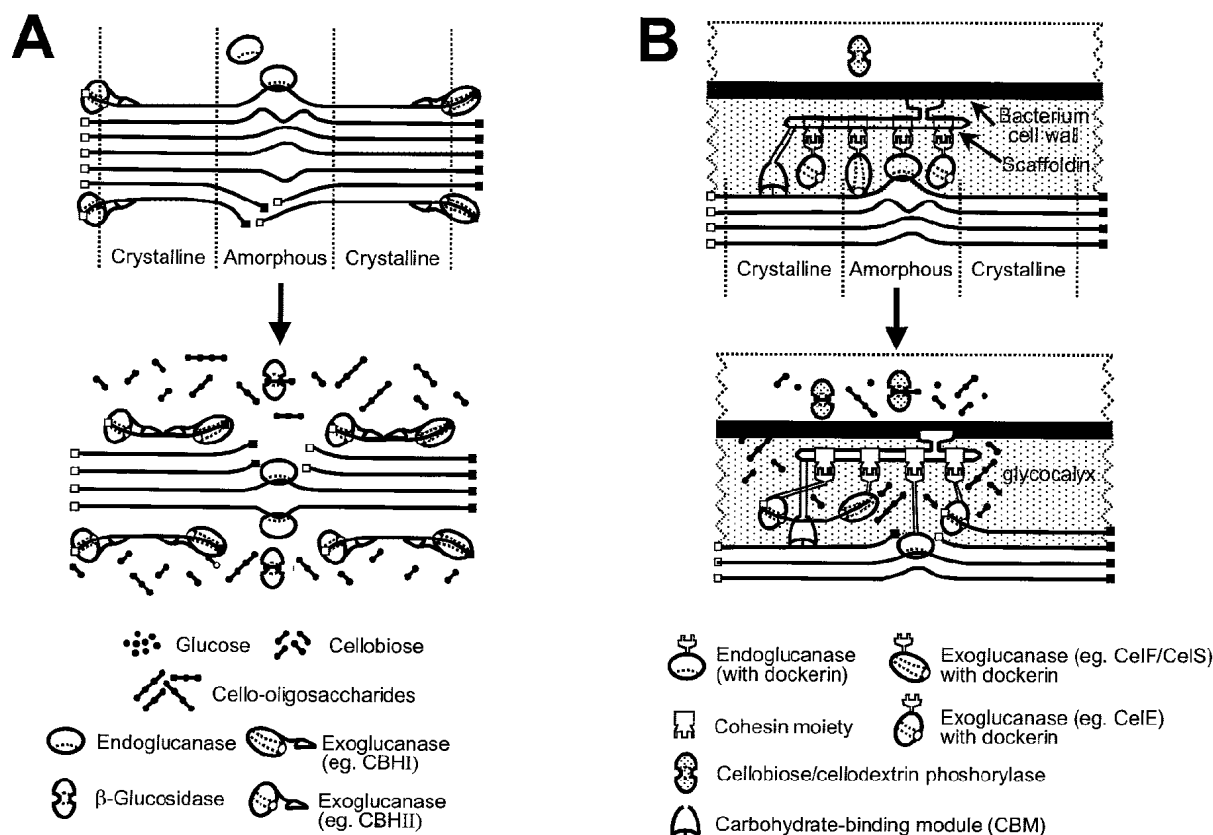 A
Crystalline Amorphous Crystalline
Glucose Cellobiose
Cello-oligosaccharides
Endoglucanase Exoglucanase
(eg. CBHI)
β-Glucosidase Exoglucanase
(eg. CBHII)
B
Bacterium
cell wall
Scaffoldin
Crystalline Amorphous Crystalline
glycocalyx
Endoglucanase
(with dockerin)
Exoglucanase (eg. CelF/CelS)
with dockerin
Cohesin moiety
Exoglucanase (eg. CelE)
with dockerin
Cellobiose/cellodextrin phoshorylase
Carbohydrate-binding module (CBM)